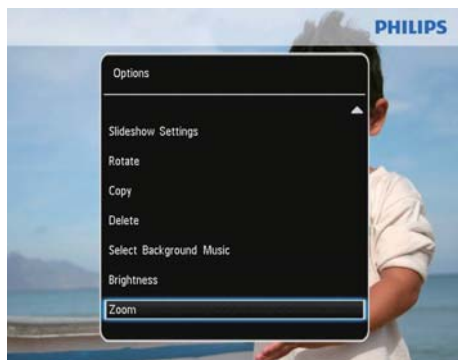 PHILIPS
Options
Slideshow Settings
Rotate
Copy
Delete
Select Background Music
Brightness
Zoom